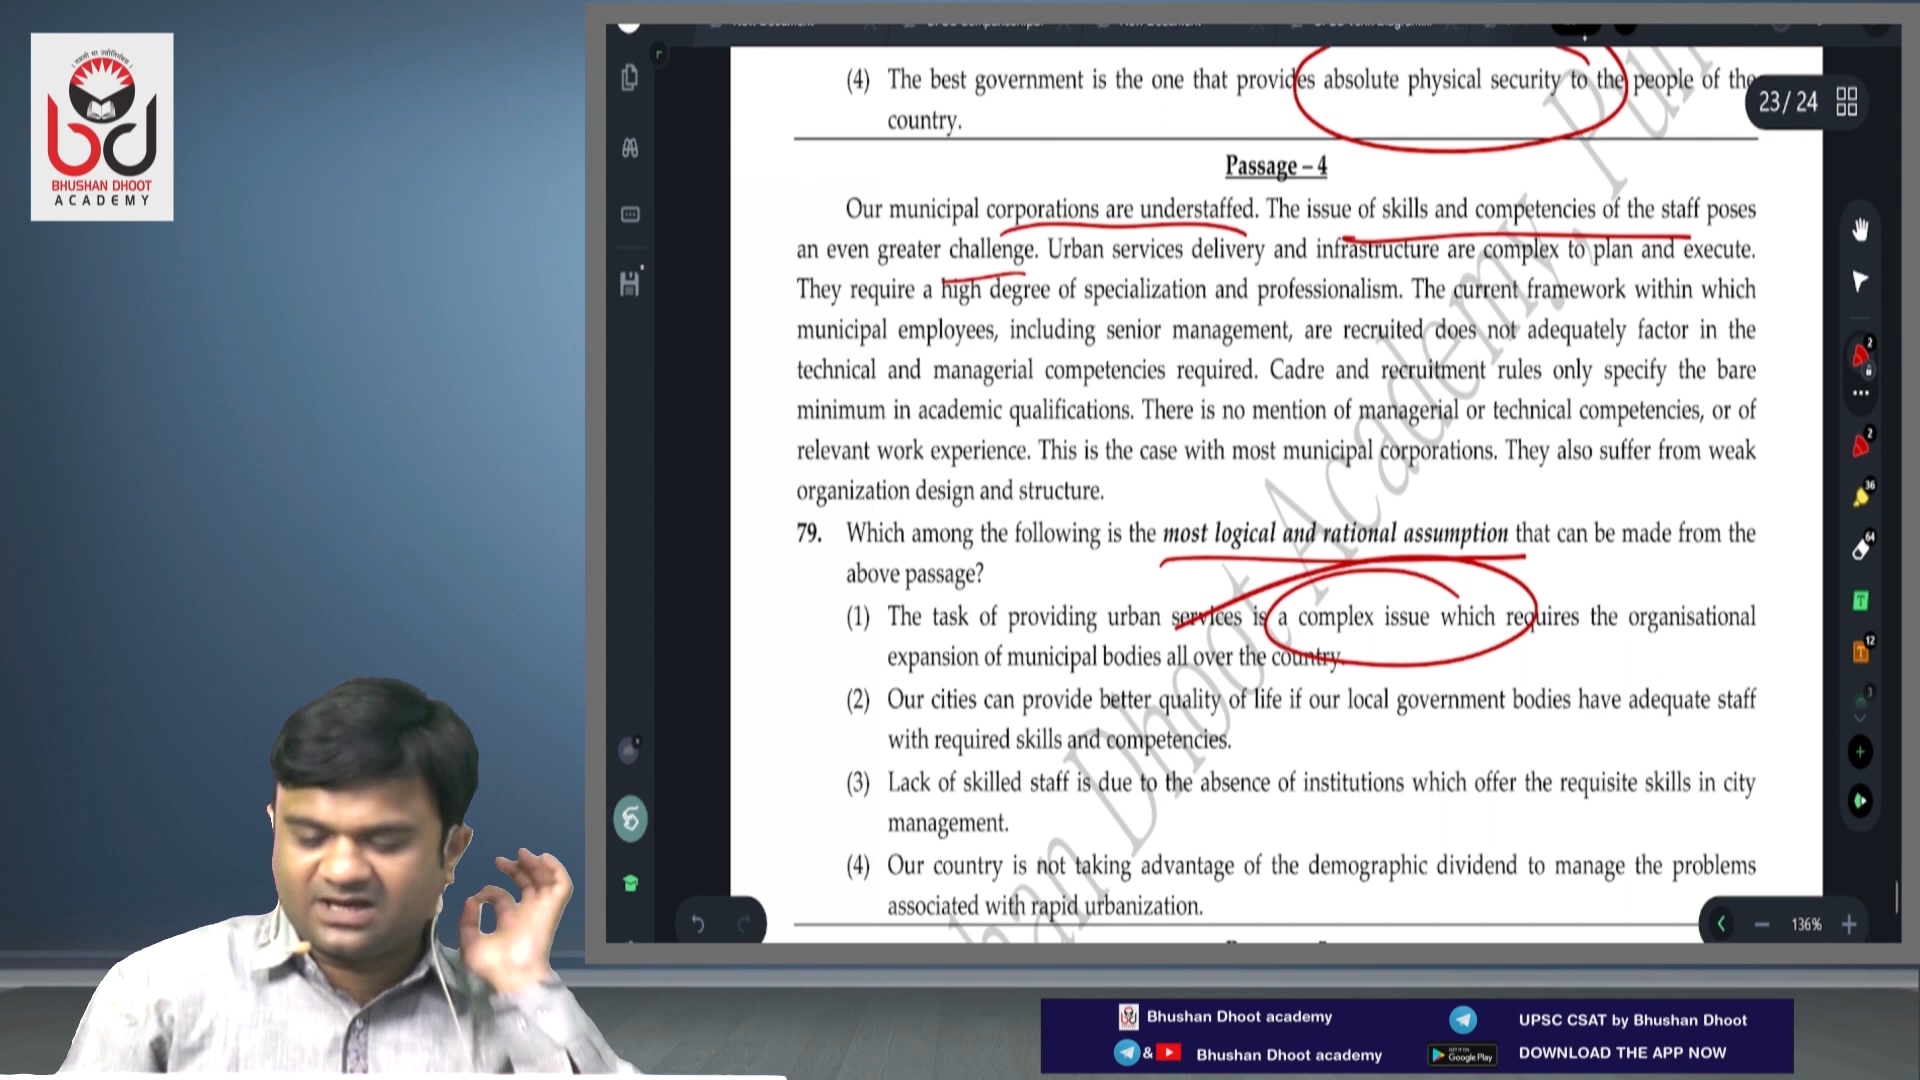 BHUSHAN DHOOT
ACADEMY
(4) The best government is the one that provides absolute physical security to the people of the
country.
23/ 24
Passage – 4
Our municipal corporations are understaffed. The issue of skills and competencies of the staff poses
an even greater challenge. Urban services delivery and infrastructure are complex to plan and execute.
They require a high degree of specialization and professionalism. The current framework within which
municipal employees, including senior management, are recruited does not adequately factor in the
technical and managerial competencies required. Cadre and recruitment rules only specify the bare
minimum in academic qualifications. There is no mention of managerial or technical competencies, or of
relevant work experience. This is the case with most municipal corporations. They also suffer from weak
organization design and structure.
79. Which among the following is the most logical and rational assumption that can be made from the
above passage?
(1) The task of providing urban services is a complex issue which requires the organisational
expansion of municipal bodies all over the country.
(2) Our cities can provide better quality of life if our local government bodies have adequate staff
with required skills and competencies.
(3) Lack of skilled staff is due to the absence of institutions which offer the requisite skills in city
management.
(4) Our country is not taking advantage of the demographic dividend to manage the problems
associated with rapid urbanization.
136%
Bhushan Dhoot academy
UPSC CSAT by Bhushan Dhoot
& Bhushan Dhoot academy
Google Play
DOWNLOAD THE APP NOW